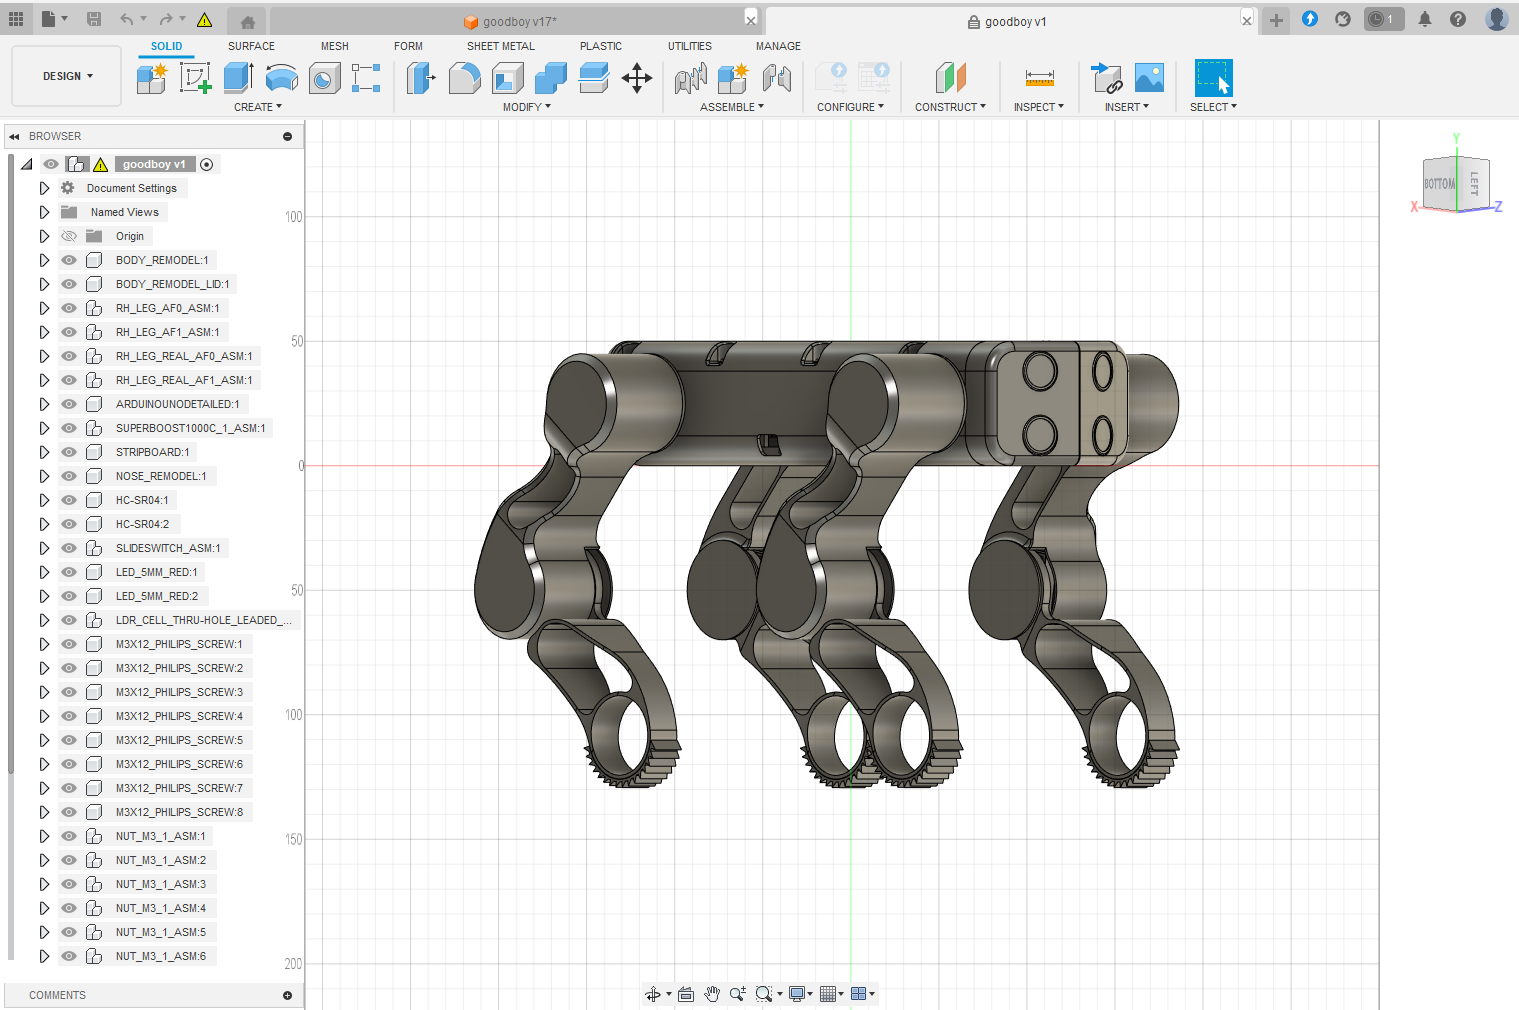 goodboy v17*
goodboy v1
1
SOLID
SURFACE
MESH
FORM
SHEET METAL
PLASTIC
UTILITIES
MANAGE
DESIGN
CREATE
MODIFY
ASSEMBLE
CONFIGURE
CONSTRUCT
INSPECT
INSERT
SELECT
BROWSER
goodboy v1
Document Settings
Named Views
Origin
BODY_REMODEL:1
BODY_REMODEL_LID:1
RH_LEG_AF0_ASM:1
RH_LEG_AF1_ASM:1
RH_LEG_REAL_AF0_ASM:1
RH_LEG_REAL_AF1_ASM:1
ARDUINOUNODETAILED:1
SUPERBOOST1000C_1_ASM:1
STRIPBOARD:1
NOSE_REMODEL:1
HC-SR04:1
HC-SR04:2
SLIDESWITCH_ASM:1
LED_5MM_RED:1
LED_5MM_RED:2
LDR_CELL_THRU-HOLE_LEADED_...
M3X12_PHILIPS_SCREW:1
M3X12_PHILIPS_SCREW:2
M3X12_PHILIPS_SCREW:3
M3X12_PHILIPS_SCREW:4
M3X12_PHILIPS_SCREW:5
M3X12_PHILIPS_SCREW:6
M3X12_PHILIPS_SCREW:7
M3X12_PHILIPS_SCREW:8
NUT_M3_1_ASM:1
NUT_M3_1_ASM:2
NUT_M3_1_ASM:3
NUT_M3_1_ASM:4
NUT_M3_1_ASM:5
NUT_M3_1_ASM:6
COMMENTS
100
50
0
50
100
150
200
Y
BOTTOM
LEFT
X
Z